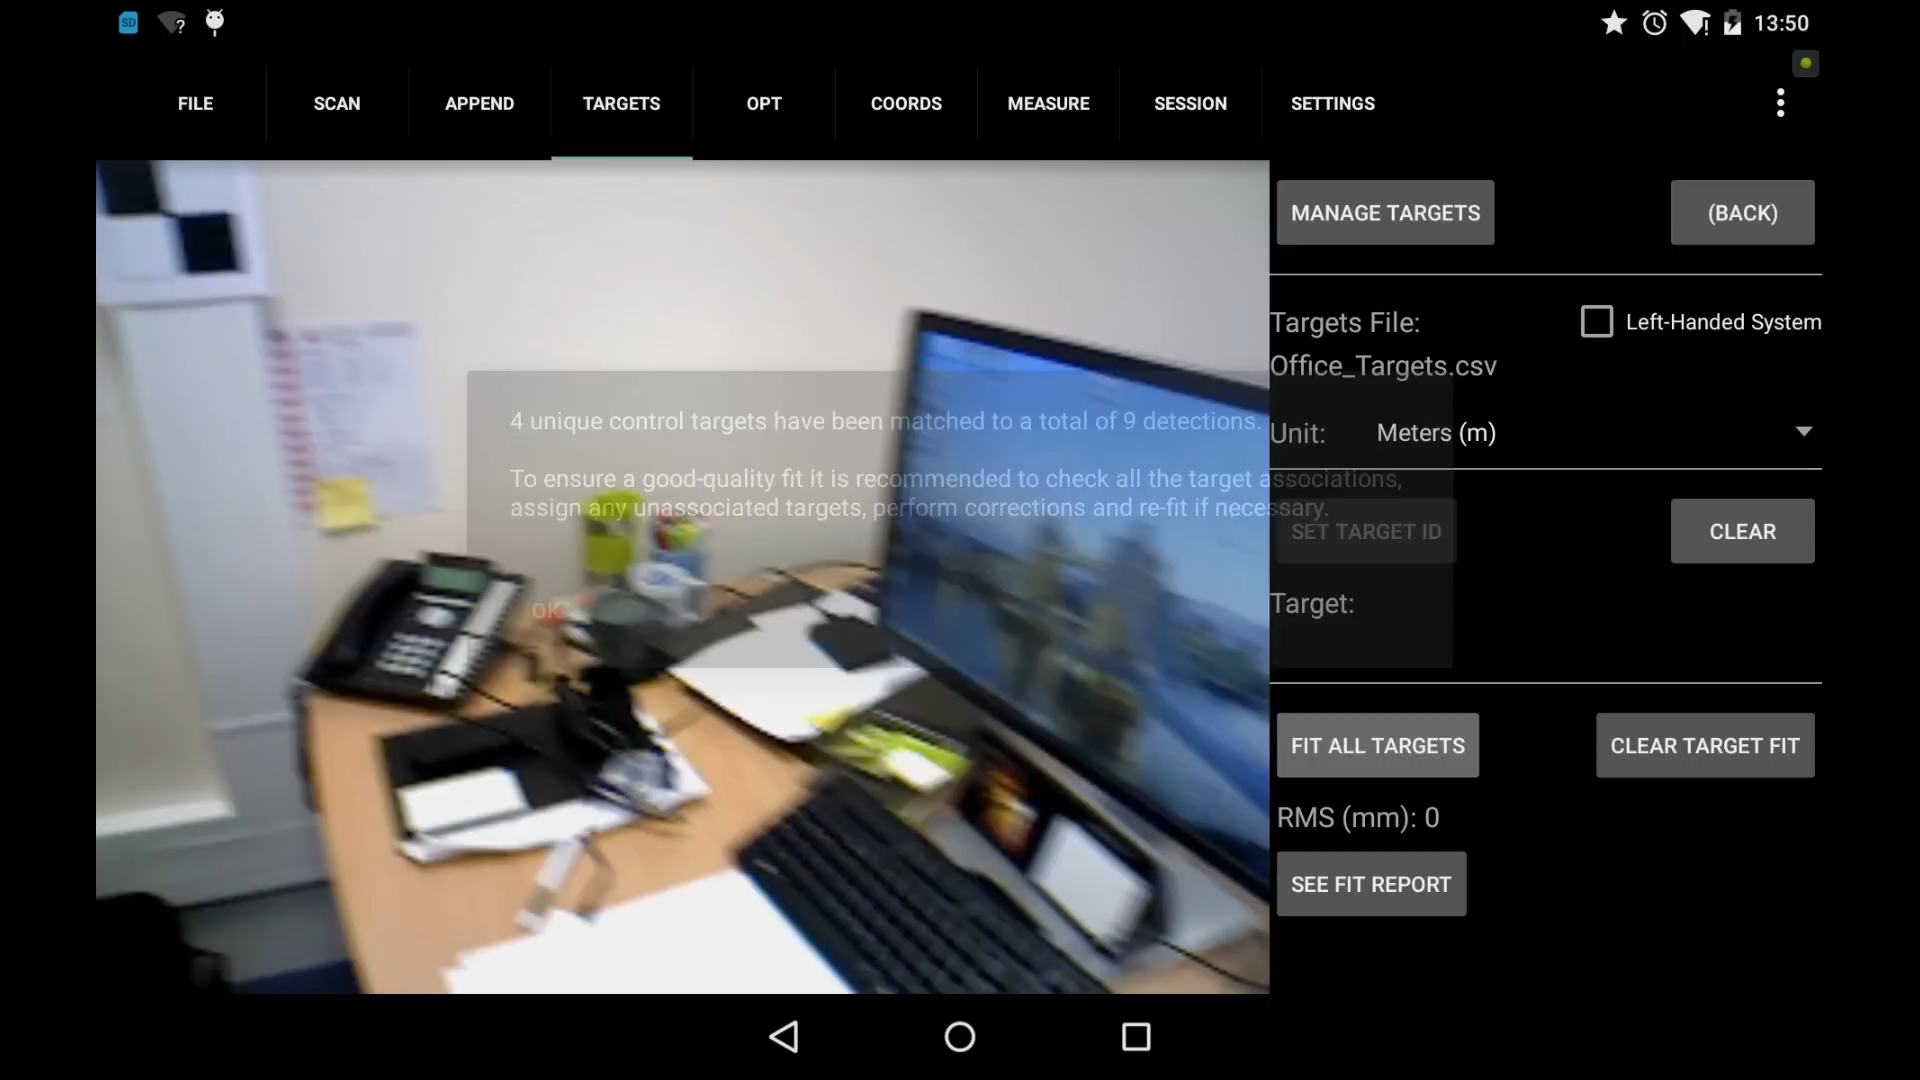 SD
?
!
13:50
FILE
SCAN
APPEND
TARGETS
OPT
COORDS
MEASURE
SESSION
SETTINGS
MANAGE TARGETS
(BACK)
Targets File:
Left-Handed System
Office_Targets.csv
Unit:
Meters (m)
4 unique control targets have been matched to a total of 9 detections.
To ensure a good-quality fit it is recommended to check all the target associations,
assign any unassociated targets, perform corrections and re-fit if necessary.
OK
SET TARGET ID
CLEAR
Target:
FIT ALL TARGETS
CLEAR TARGET FIT
RMS (mm): 0
SEE FIT REPORT